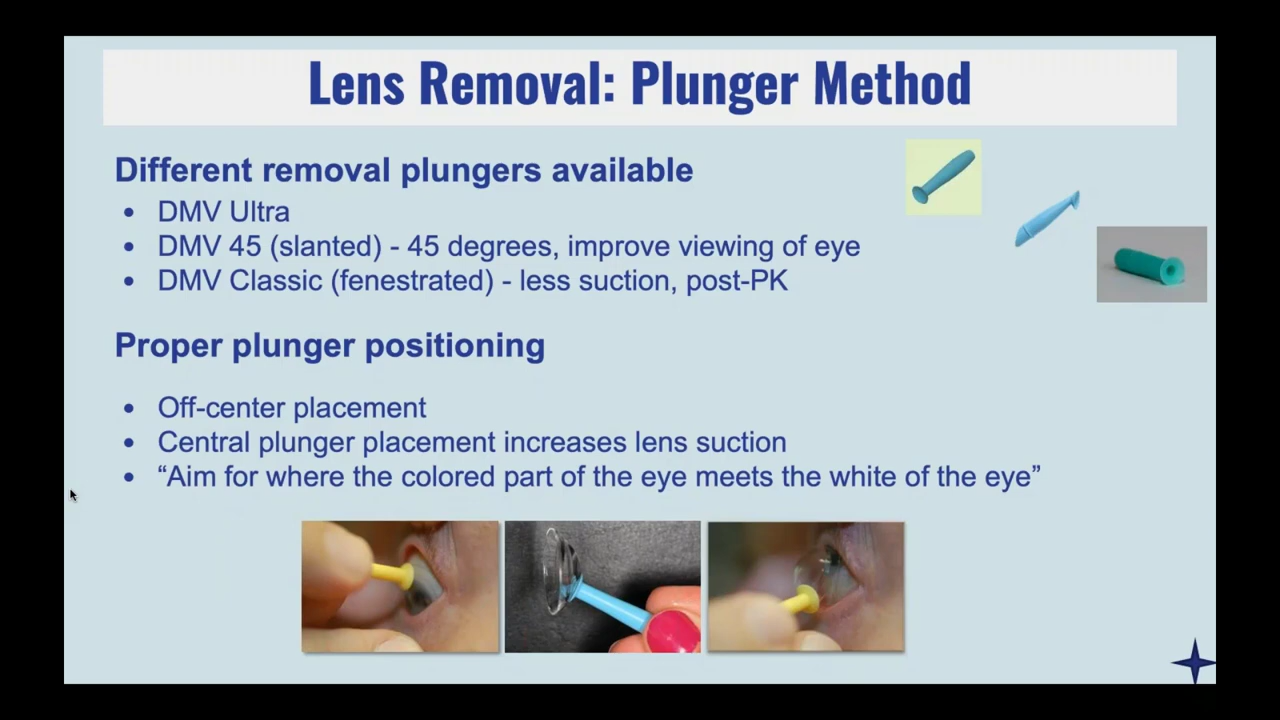 Lens Removal: Plunger Method
Different removal plungers available
• DMV Ultra
• DMV 45 (slanted) - 45 degrees, improve viewing of eye
• DMV Classic (fenestrated) - less suction, post-PK
Proper plunger positioning
• Off-center placement
• Central plunger placement increases lens suction
• “Aim for where the colored part of the eye meets the white of the eye”